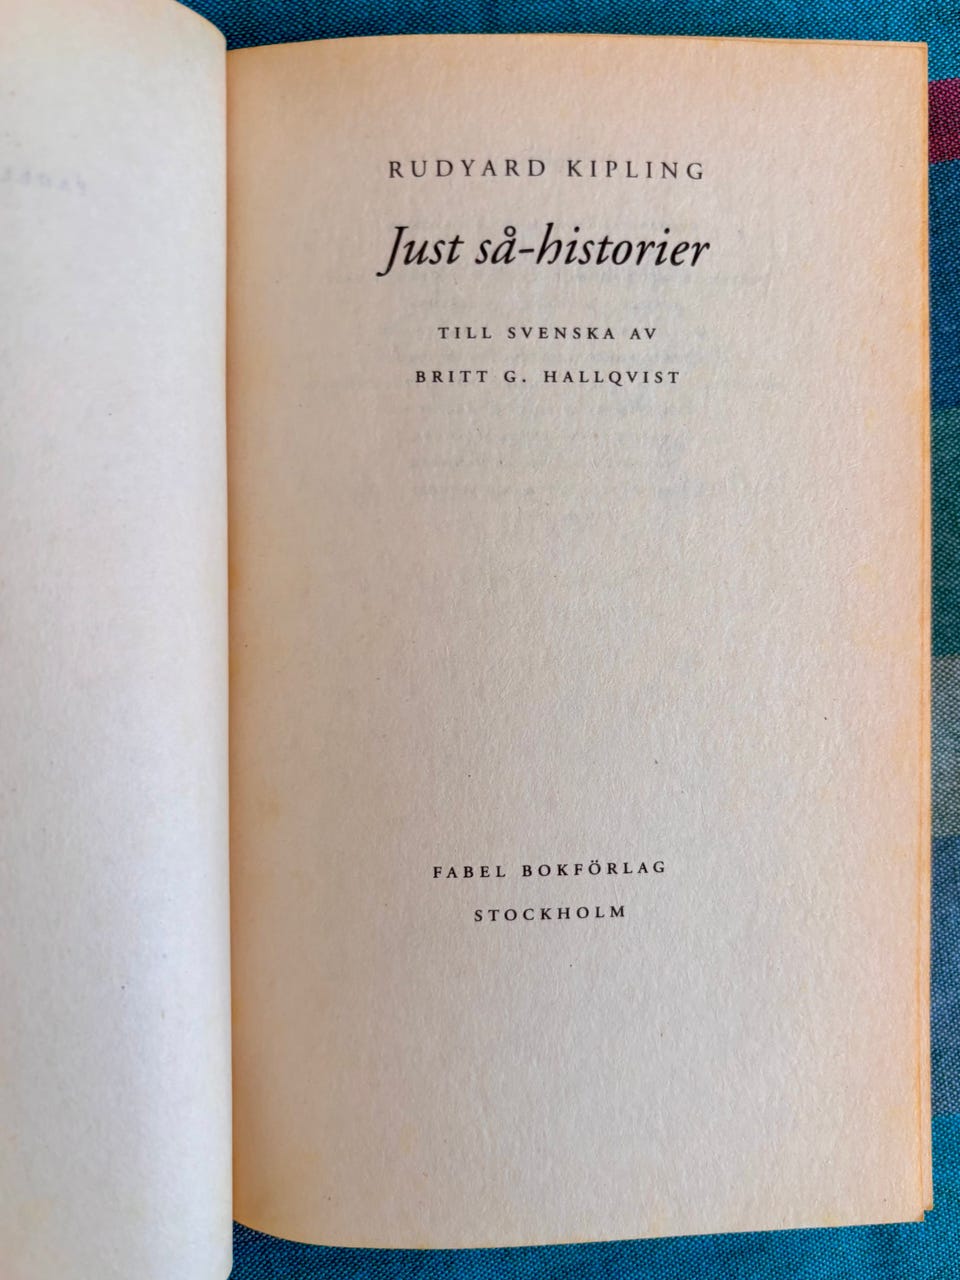 RUDYARD KIPLING
Just så-historier
TILL SVENSKA AV
BRITT G. HALLQVIST
FABEL BOKFÖRLAG
STOCKHOLM